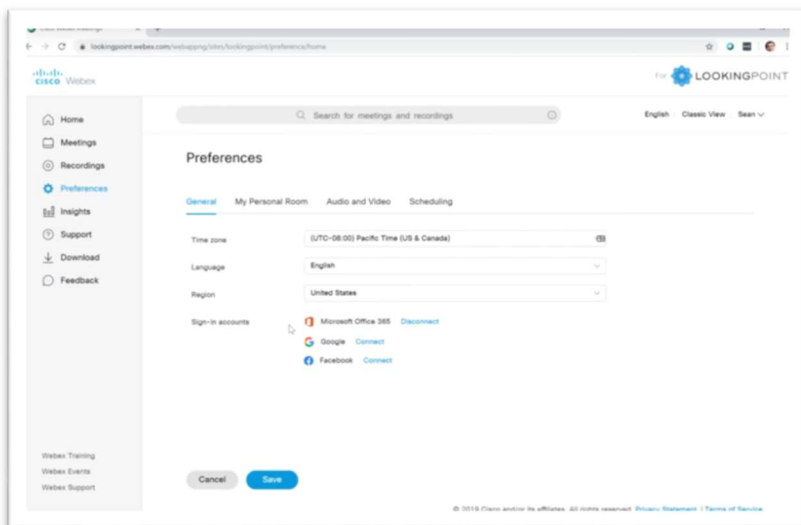 lookingpoint.webex.com/webappng/sites/lookingpoint/preference/home
CISCO Webex
For LOOKINGPOINT
Search for meetings and recordings
English
Classic View
Sean
Home
Meetings
Recordings
Preferences
Insights
Support
Download
Feedback
Preferences
General My Personal Room Audio and Video Scheduling
Time zone (UTC-08:00) Pacific Time (US & Canada)
Language English
Region United States
Sign-in accounts Microsoft Office 365 Disconnect
Google Connect
Facebook Connect
Cancel Save
Webex Training
Webex Events
Webex Support
© 2019 Cisco and/or its affiliates. All rights reserved. Privacy Statement | Terms of Service